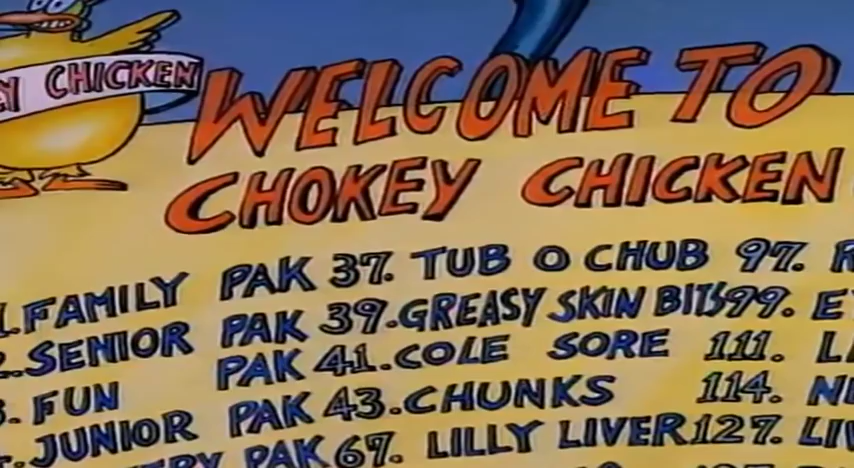 CHICKEN
WELCOME TO
CHOKEY CHICKEN
FAMILY PAK 37. TUB O CHUB 97.
SENIOR PAK 39. GREASY SKIN BITS 99.
FUN PAK 41. COLE SORE 111.
JUNIOR PAK 43. CHUNKS 114.
PAK 67. LILLY LIVER 127.